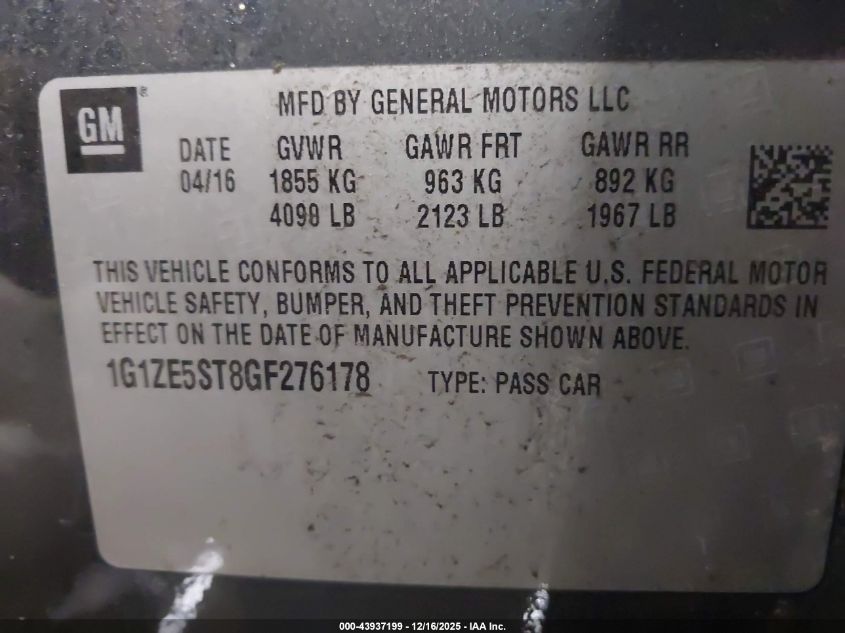 GM ®
MFD BY GENERAL MOTORS LLC
DATE GVWR GAWR FRT GAWR RR
04/16 1855 KG 963 KG 892 KG
4098 LB 2123 LB 1967 LB
THIS VEHICLE CONFORMS TO ALL APPLICABLE U.S. FEDERAL MOTOR
VEHICLE SAFETY, BUMPER, AND THEFT PREVENTION STANDARDS IN
EFFECT ON THE DATE OF MANUFACTURE SHOWN ABOVE.
1G1ZE5ST8GF276178 TYPE: PASS CAR
000-43937199 - 12/16/2025 - IAA Inc.